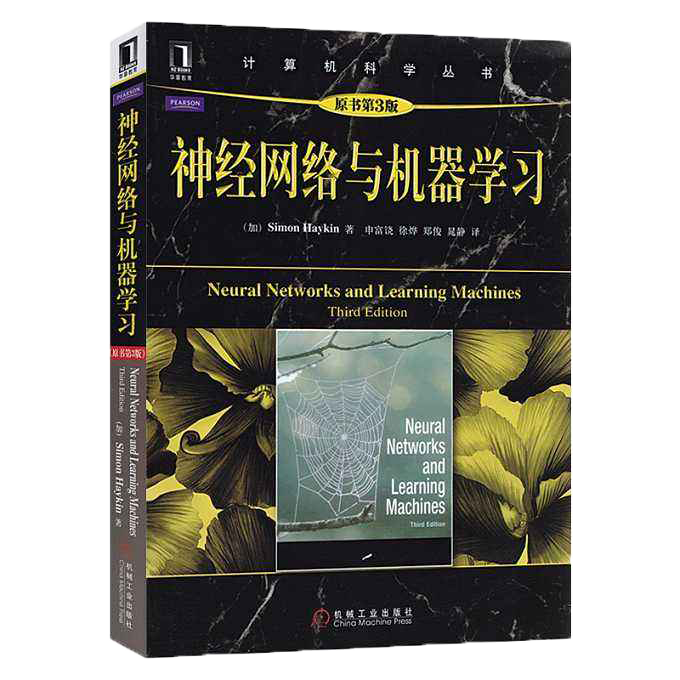 华章教育
PEARSON
神经网络与机器学习
(原书第3版)
Neural Networks and Learning Machines
Third Edition
(加) Simon Haykin 著
机械工业出版社
China Machine Press
计算机科学丛书
原书第3版
神经网络与机器学习
(加) Simon Haykin 著 申富饶 徐烨 郑俊 晁静 译
Neural Networks and Learning Machines
Third Edition
Neural
Networks
and
Learning
Machines
Third Edition
机械工业出版社
China Machine Press